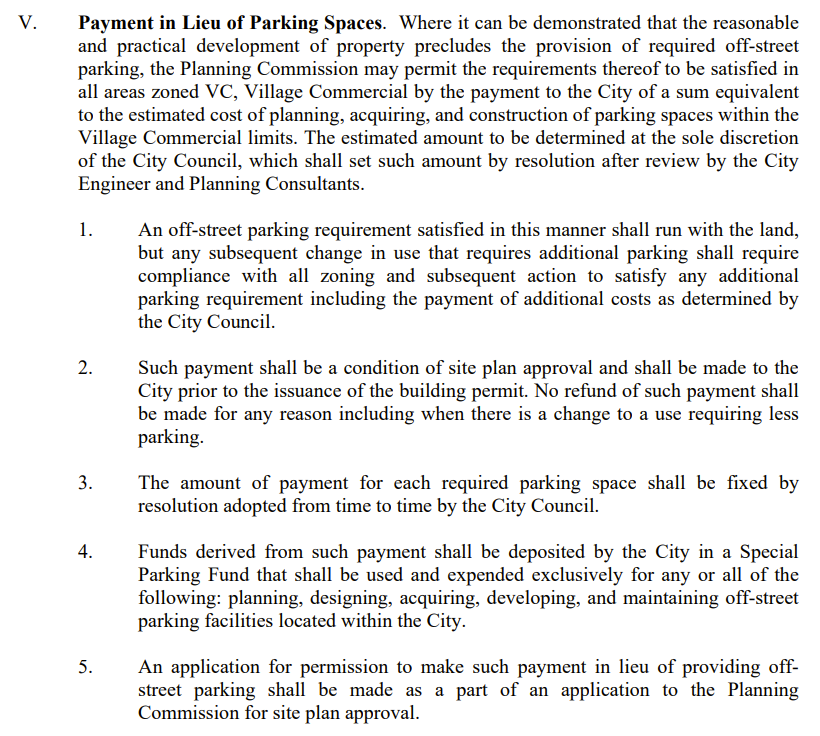 V. Payment in Lieu of Parking Spaces. Where it can be demonstrated that the reasonable
and practical development of property precludes the provision of required off-street
parking, the Planning Commission may permit the requirements thereof to be satisfied in
all areas zoned VC, Village Commercial by the payment to the City of a sum equivalent
to the estimated cost of planning, acquiring, and construction of parking spaces within the
Village Commercial limits. The estimated amount to be determined at the sole discretion
of the City Council, which shall set such amount by resolution after review by the City
Engineer and Planning Consultants.
1. An off-street parking requirement satisfied in this manner shall run with the land,
but any subsequent change in use that requires additional parking shall require
compliance with all zoning and subsequent action to satisfy any additional
parking requirement including the payment of additional costs as determined by
the City Council.
2. Such payment shall be a condition of site plan approval and shall be made to the
City prior to the issuance of the building permit. No refund of such payment shall
be made for any reason including when there is a change to a use requiring less
parking.
3. The amount of payment for each required parking space shall be fixed by
resolution adopted from time to time by the City Council.
4. Funds derived from such payment shall be deposited by the City in a Special
Parking Fund that shall be used and expended exclusively for any or all of the
following: planning, designing, acquiring, developing, and maintaining off-street
parking facilities located within the City.
5. An application for permission to make such payment in lieu of providing off-
street parking shall be made as a part of an application to the Planning
Commission for site plan approval.